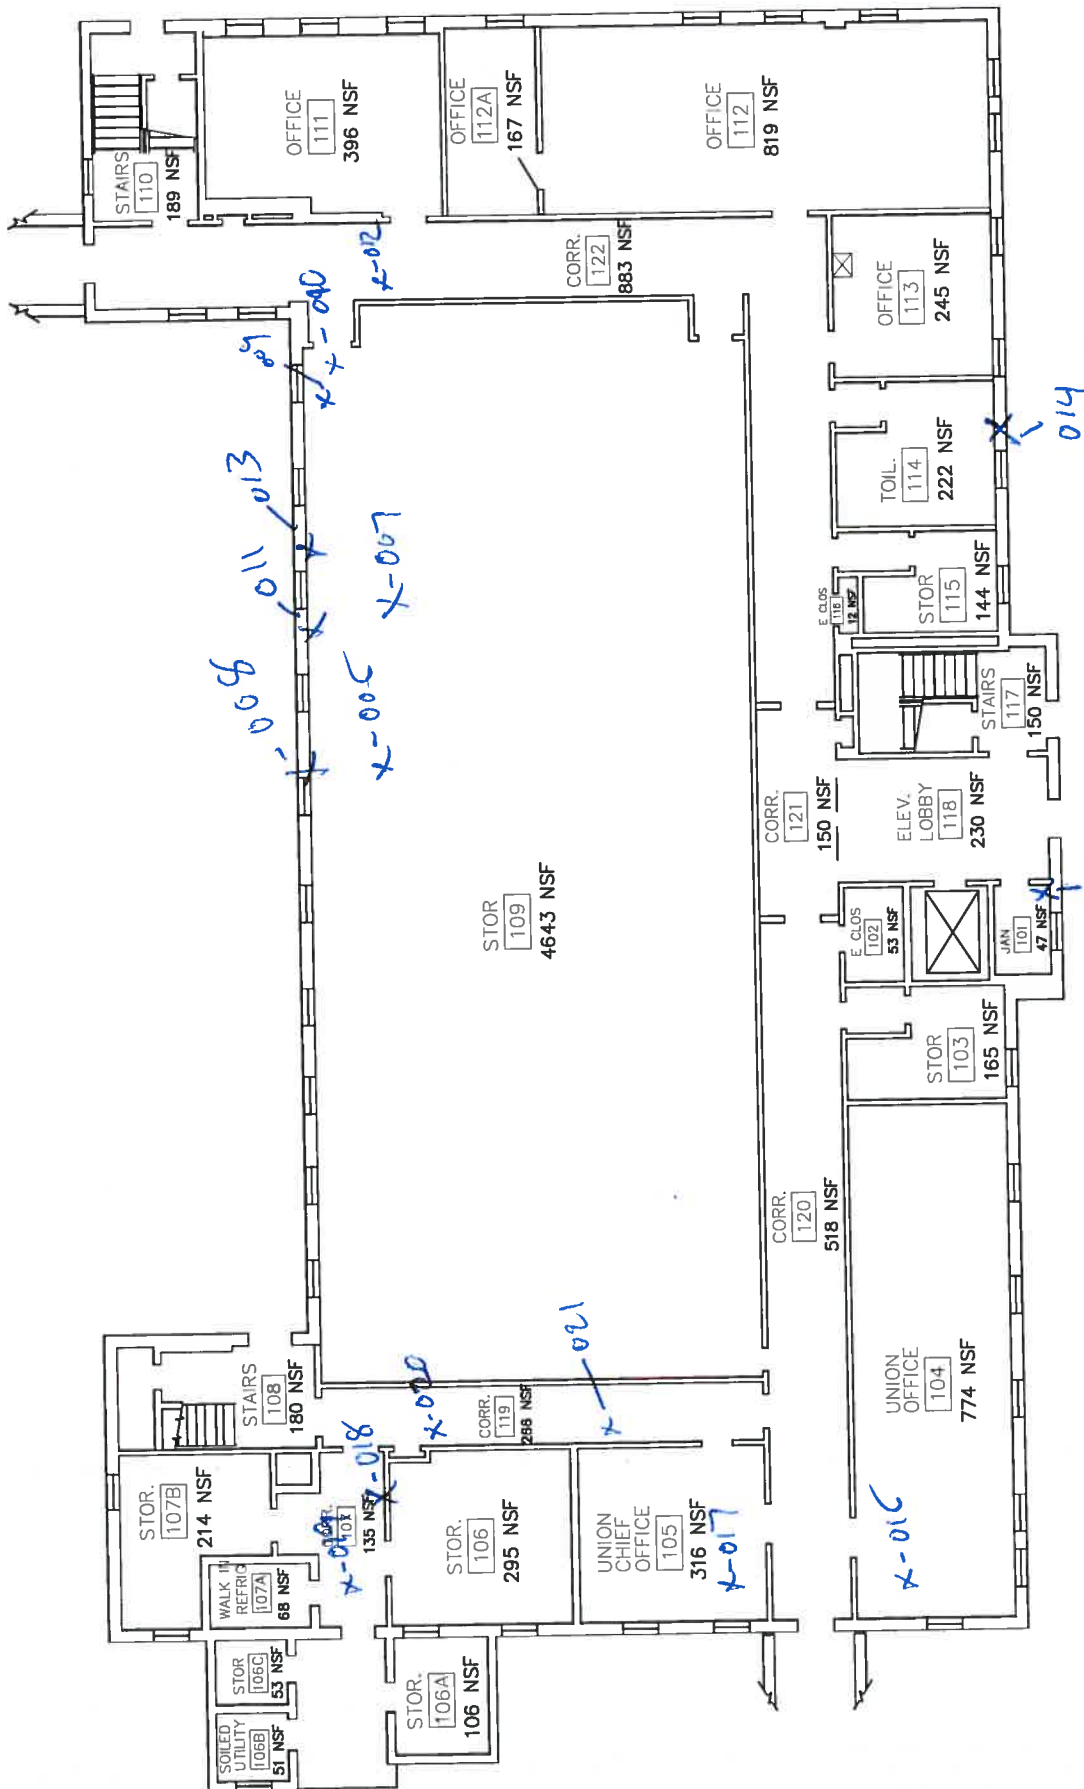 STAIRS
110
189 NSF
OFFICE
111
396 NSF
OFFICE
112A
167 NSF
OFFICE
112
819 NSF
CORR.
122
883 NSF
OFFICE
113
245 NSF
TOIL.
114
222 NSF
STOR
115
144 NSF
E CLOS
116
12 NSF
STAIRS
117
150 NSF
ELEV.
LOBBY
118
230 NSF
CORR.
121
150 NSF
E CLOS
102
53 NSF
JAN
101
47 NSF
STOR
103
165 NSF
STOR
109
4643 NSF
CORR.
120
518 NSF
UNION
OFFICE
104
774 NSF
STAIRS
108
180 NSF
CORR.
119
288 NSF
STOR.
107B
214 NSF
WALK IN
REFRIG
107A
68 NSF
CORR.
107
135 NSF
STOR.
106
295 NSF
UNION
CHIEF
OFFICE
105
316 NSF
STOR
106C
53 NSF
SOILED
UTILITY
106B
51 NSF
STOR.
106A
106 NSF
x-012
x-007
x-006
008
011
013
014
x-016
x-017
x-018
x-019
x-020
x-021